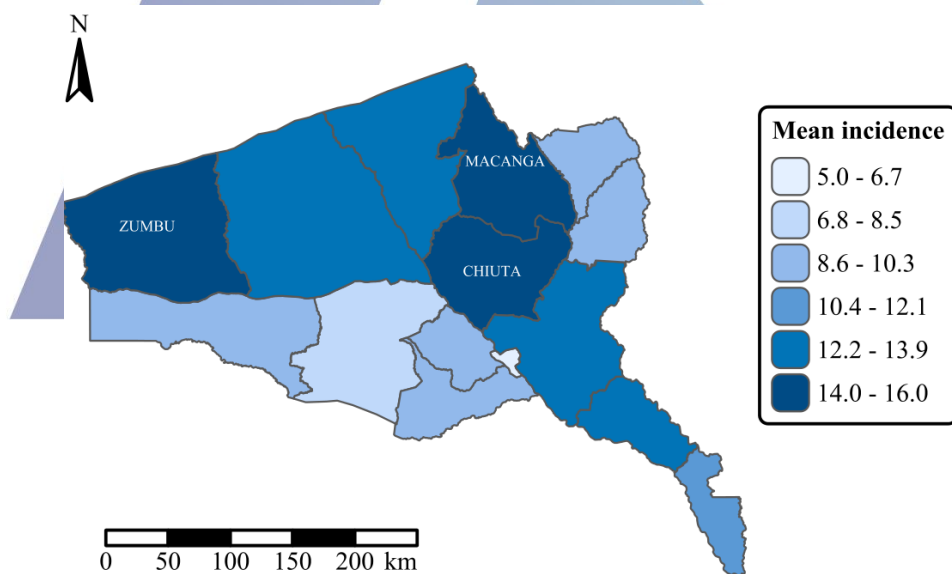 N
MACANGA
ZUMBU
CHIUTA
Mean incidence
5.0 - 6.7
6.8 - 8.5
8.6 - 10.3
10.4 - 12.1
12.2 - 13.9
14.0 - 16.0
0 50 100 150 200 km